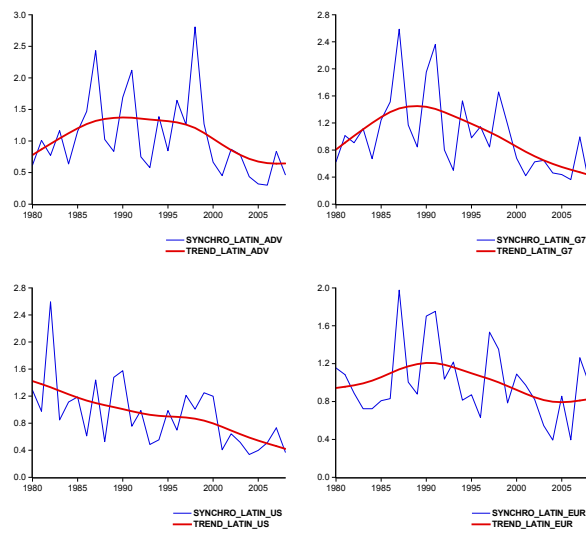 3.0
2.5
2.0
1.5
1.0
0.5
0.0
1980 1985 1990 1995 2000 2005
SYNCHRO_LATIN_ADV
TREND_LATIN_ADV
2.8
2.4
2.0
1.6
1.2
0.8
0.4
0.0
1980 1985 1990 1995 2000 2005
SYNCHRO_LATIN_G7
TREND_LATIN_G7
2.8
2.4
2.0
1.6
1.2
0.8
0.4
0.0
1980 1985 1990 1995 2000 2005
SYNCHRO_LATIN_US
TREND_LATIN_US
2.0
1.6
1.2
0.8
0.4
0.0
1980 1985 1990 1995 2000 2005
SYNCHRO_LATIN_EUR
TREND_LATIN_EUR